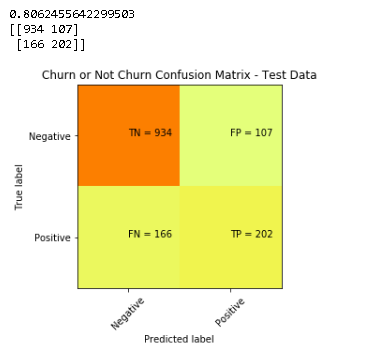 0.8062455642299503
[[934 107]
[166 202]]
Churn or Not Churn Confusion Matrix - Test Data
True label
Negative
TN = 934
FP = 107
Positive
FN = 166
TP = 202
Negative
Positive
Predicted label